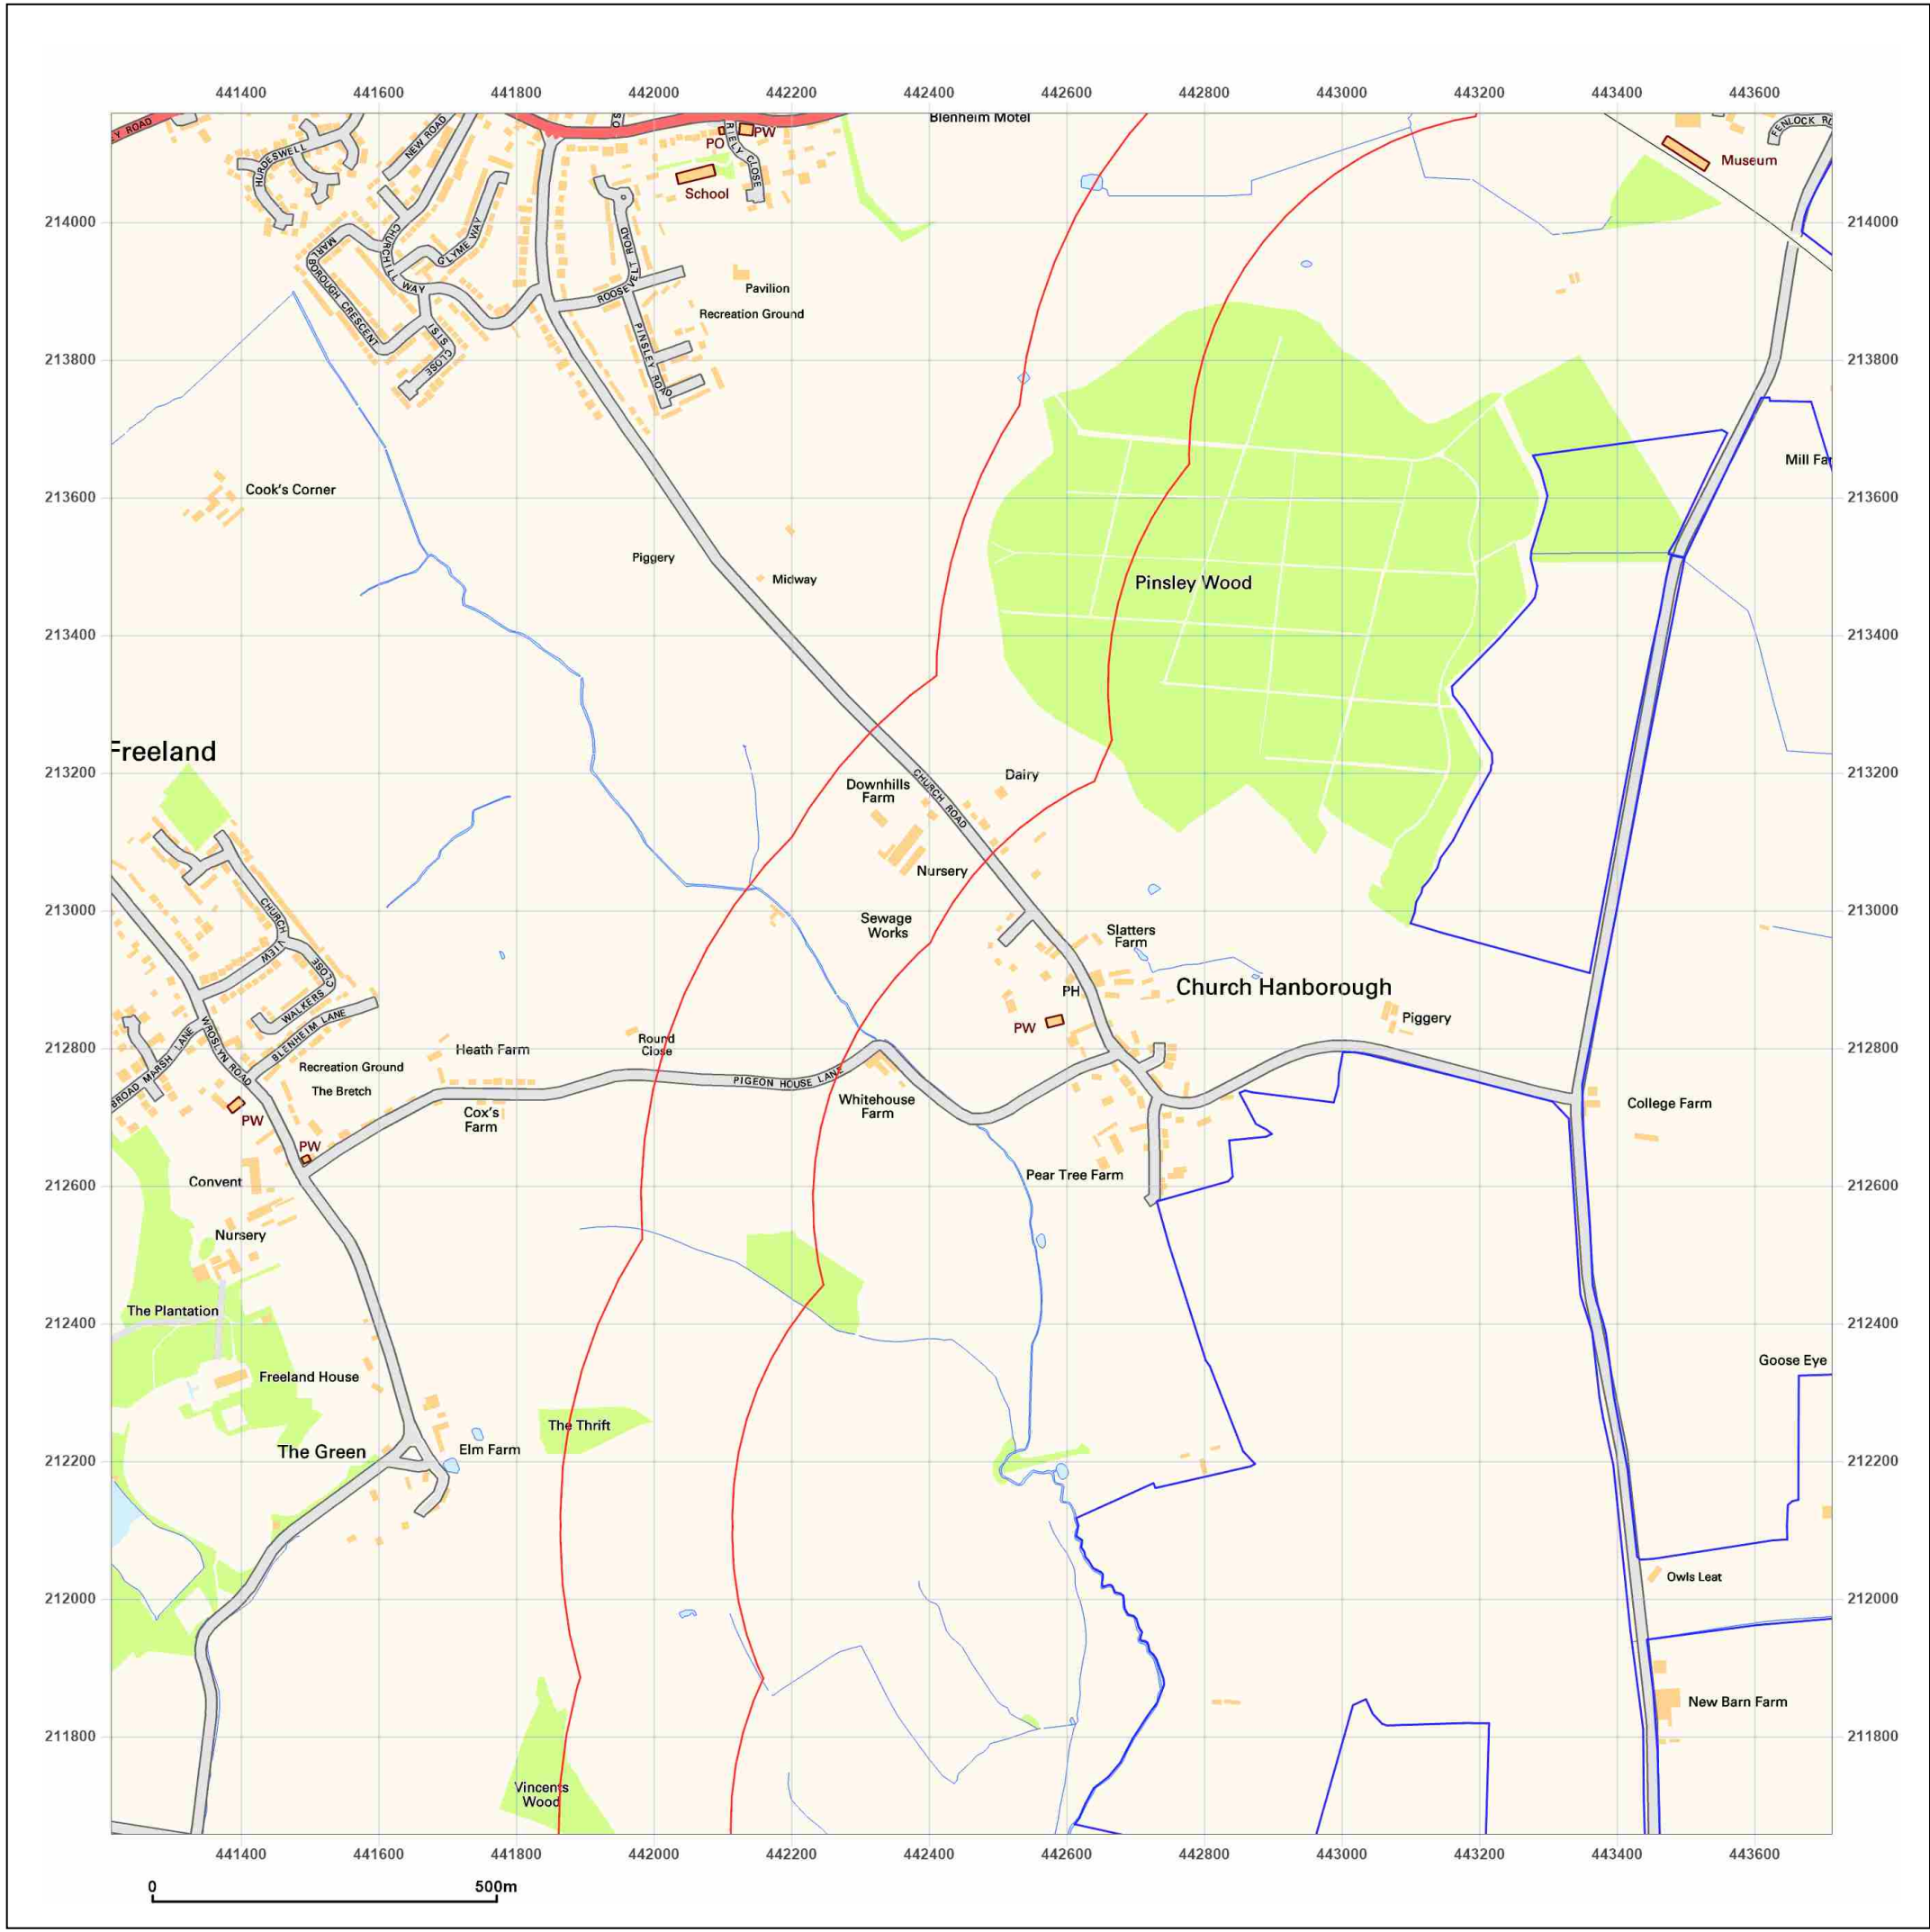 441400 441600 441800 442000 442200 442400 442600 442800 443000 443200 443400 443600
Blenheim Motel
Y ROAD
NEW ROAD
HURDESWELL
PO
PW
RIELY CLOSE
School
FENLOCK R
Museum
214000
214000
MARLBOROUGH CRESCENT
CHURCHILL WAY
GLYME WAY
ISIS CLOSE
ROOSEVELT ROAD
PINSLEY ROAD
Pavilion
Recreation Ground
213800
213800
Mill Fa
Cook's Corner
213600
213600
Piggery
Midway
Pinsley Wood
213400
213400
Freeland
213200
213200
Downhills
Farm
Dairy
CHURCH ROAD
Nursery
213000
213000
CHURCH VIEW
Sewage
Works
Slatters
Farm
WALKERS CLOSE
BLENHEIM LANE
WROSLYN ROAD
BROAD MARSH LANE
PH
Church Hanborough
PW
Piggery
212800
212800
Recreation Ground
The Bretch
Heath Farm
Round
Close
PIGEON HOUSE LANE
Cox's
Farm
Whitehouse
Farm
College Farm
PW
PW
Convent
Pear Tree Farm
212600
212600
Nursery
The Plantation
212400
212400
Freeland House
Goose Eye
The Thrift
The Green
Elm Farm
212200
212200
212000
212000
Owls Leat
New Barn Farm
211800
211800
Vincents
Wood
441400 441600 441800 442000 442200 442400 442600 442800 443000 443200 443400 443600
0 500m